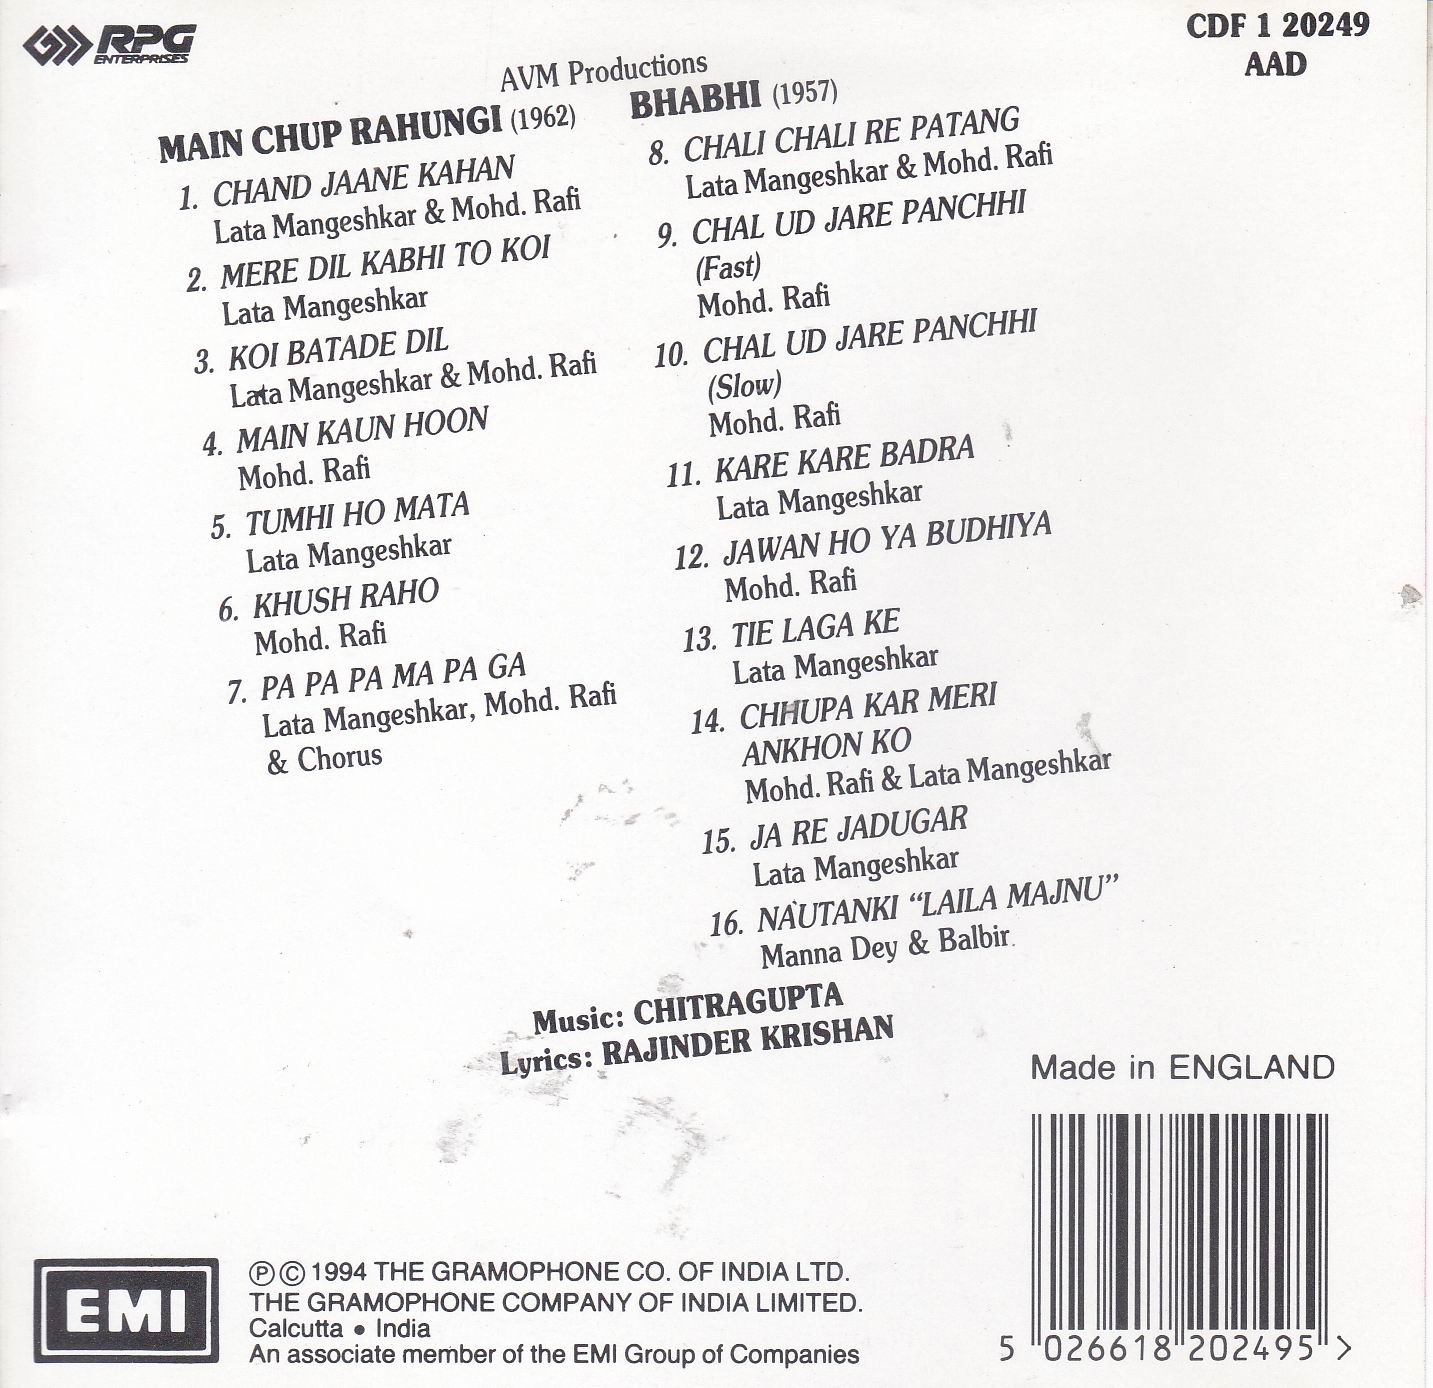 RPG
ENTERPRISES
CDF 1 20249
AAD
AVM Productions
MAIN CHUP RAHUNGI (1962)
1. CHAND JAANE KAHAN
Lata Mangeshkar & Mohd. Rafi
2. MERE DIL KABHI TO KOI
Lata Mangeshkar
3. KOI BATADE DIL
Lata Mangeshkar & Mohd. Rafi
4. MAIN KAUN HOON
Mohd. Rafi
5. TUMHI HO MATA
Lata Mangeshkar
6. KHUSH RAHO
Mohd. Rafi
7. PA PA PA MA PA GA
Lata Mangeshkar, Mohd. Rafi
& Chorus
BHABHI (1957)
8. CHALI CHALI RE PATANG
Lata Mangeshkar & Mohd. Rafi
9. CHAL UD JARE PANCHHI
(Fast)
Mohd. Rafi
10. CHAL UD JARE PANCHHI
(Slow)
Mohd. Rafi
11. KARE KARE BADRA
Lata Mangeshkar
12. JAWAN HO YA BUDHIYA
Mohd. Rafi
13. TIE LAGA KE
Lata Mangeshkar
14. CHHUPA KAR MERI
ANKHON KO
Mohd. Rafi & Lata Mangeshkar
15. JA RE JADUGAR
Lata Mangeshkar
16. NAUTANKI “LAILA MAJNU”
Manna Dey & Balbir
Music: CHITRAGUPTA
Lyrics: RAJINDER KRISHAN
Made in ENGLAND
5 026618 202495 >
EMI
Ⓟ © 1994 THE GRAMOPHONE CO. OF INDIA LTD.
THE GRAMOPHONE COMPANY OF INDIA LIMITED.
Calcutta • India
An associate member of the EMI Group of Companies